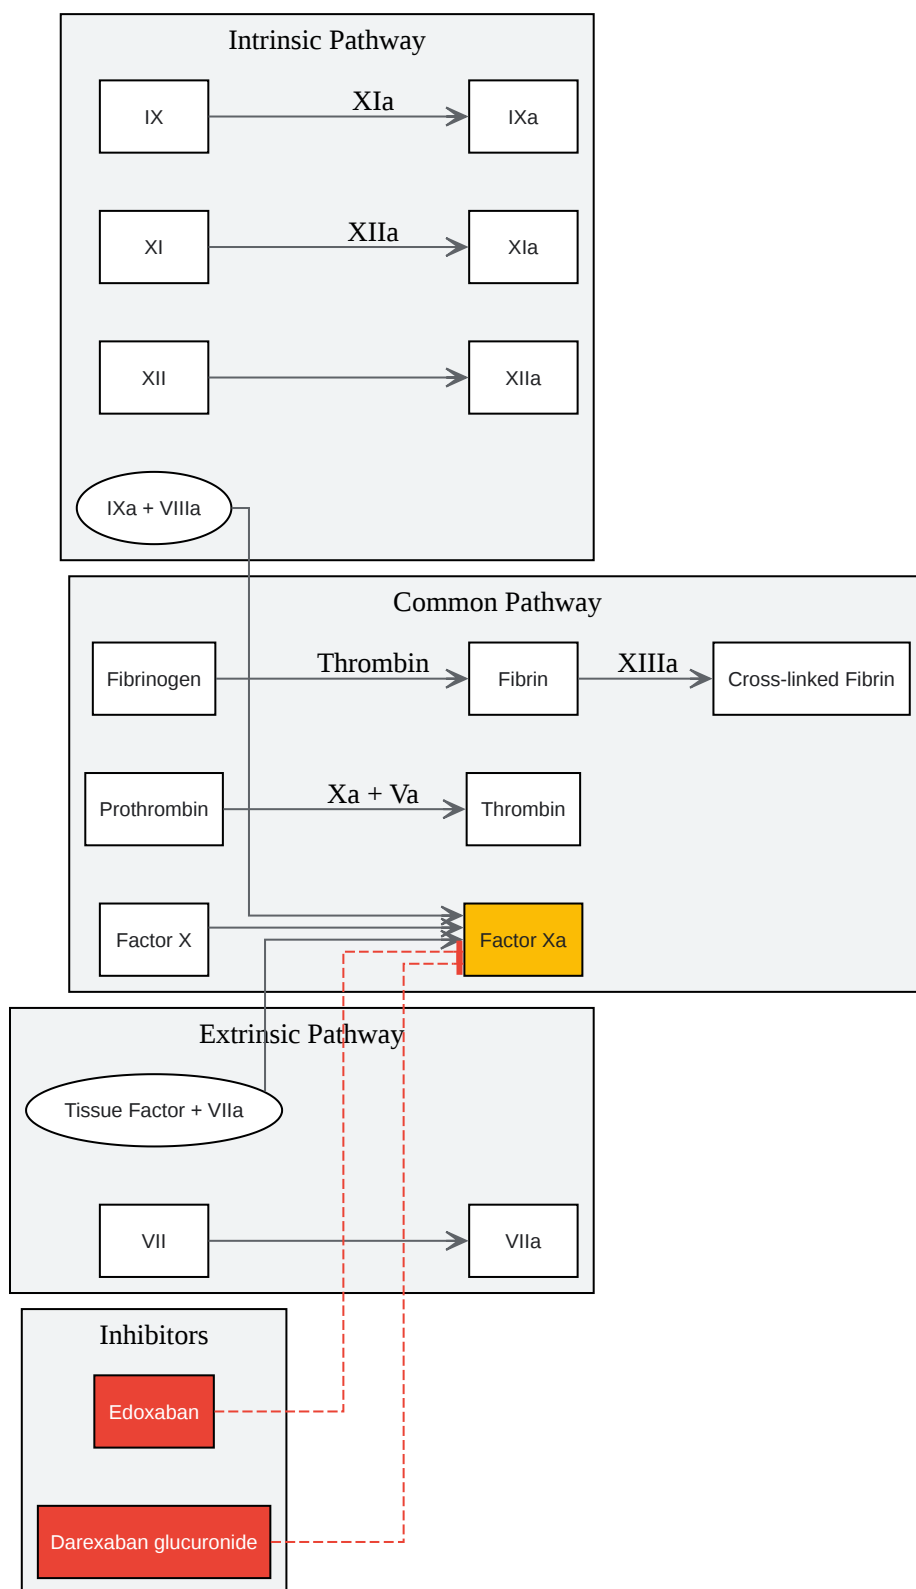 Intrinsic Pathway
IX
XIa
IXa
XI
XIIa
XIa
XII
XIIa
IXa + VIIIa
Common Pathway
Fibrinogen
Thrombin
Fibrin
XIIIa
Cross-linked Fibrin
Prothrombin
Xa + Va
Thrombin
Factor X
Factor Xa
Extrinsic Pathway
Tissue Factor + VIIa
VII
VIIa
Inhibitors
Edoxaban
Darexaban glucuronide